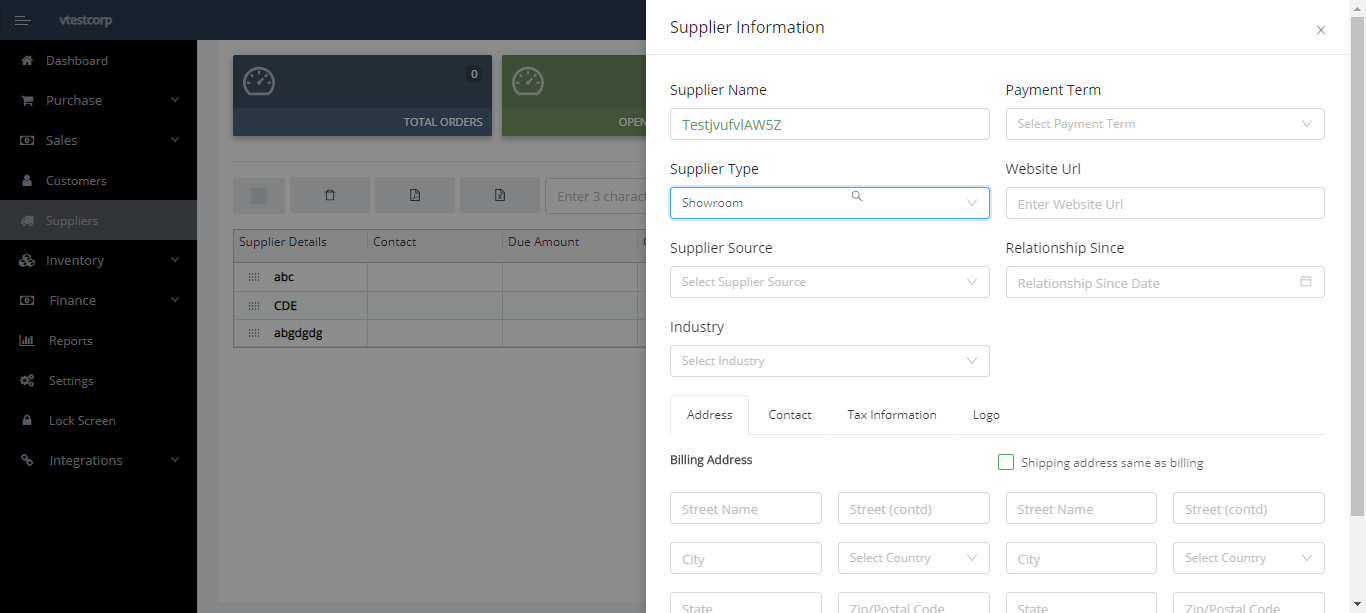 vtestcorp
Dashboard
Purchase
Sales
Customers
Suppliers
Inventory
Finance
Reports
Settings
Lock Screen
Integrations
0
TOTAL ORDERS
OPEN
Enter 3 charac
Supplier Details Contact Due Amount
abc
CDE
abgdgdg
Supplier Information
Supplier Name Payment Term
TestjvufvlAW5Z Select Payment Term
Supplier Type Website Url
Showroom Enter Website Url
Supplier Source Relationship Since
Select Supplier Source Relationship Since Date
Industry
Select Industry
Address Contact Tax Information Logo
Billing Address Shipping address same as billing
Street Name Street (contd) Street Name Street (contd)
City Select Country City Select Country
State Zip/Postal Code State Zip/Postal Code